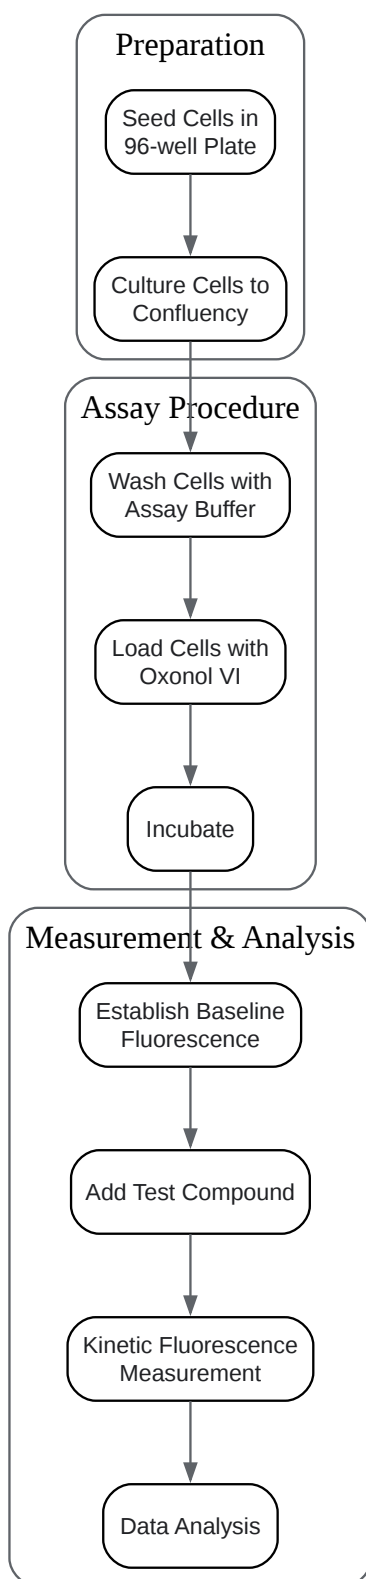 Preparation
Seed Cells in
96-well Plate
Culture Cells to
Confluency
Assay Procedure
Wash Cells with
Assay Buffer
Load Cells with
Oxonol VI
Incubate
Measurement & Analysis
Establish Baseline
Fluorescence
Add Test Compound
Kinetic Fluorescence
Measurement
Data Analysis